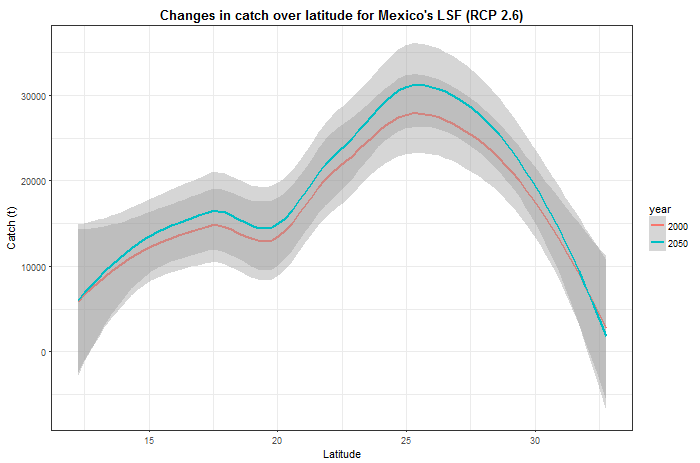 Changes in catch over latitude for Mexico's LSF (RCP 2.6)
30000
20000
10000
0
Catch (t)
15
20
25
30
Latitude
year
2000
2050